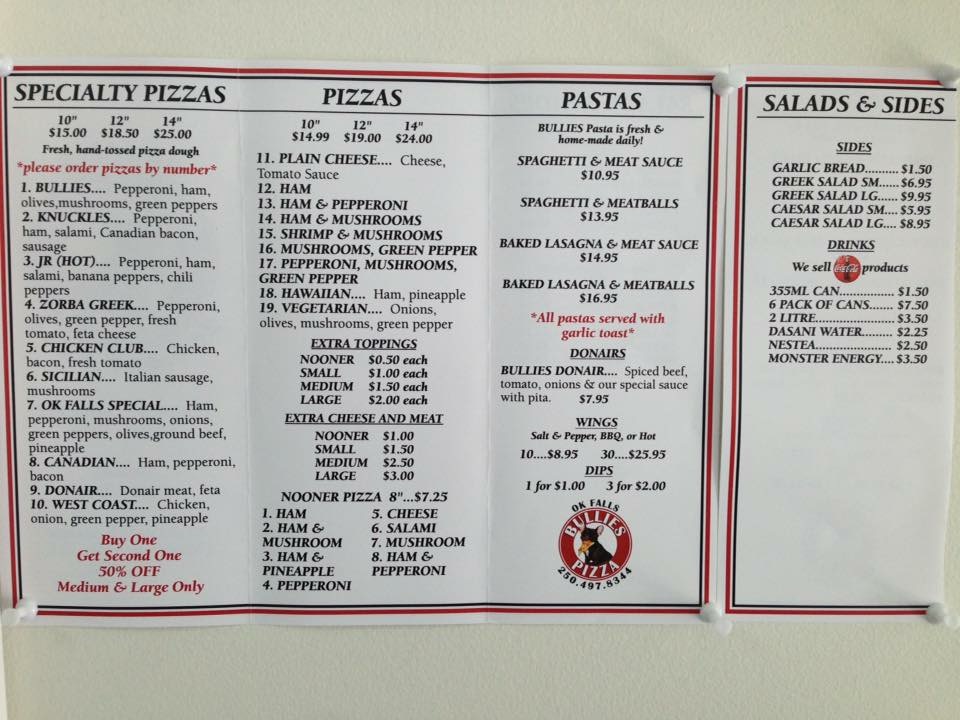 SPECIALTY PIZZAS
10" 12" 14"
$15.00 $18.50 $25.00
Fresh, hand-tossed pizza dough
*please order pizzas by number*
1. BULLIES.... Pepperoni, ham,
olives,mushrooms, green peppers
2. KNUCKLES.... Pepperoni,
ham, salami, Canadian bacon,
sausage
3. JR (HOT).... Pepperoni, ham,
salami, banana peppers, chili
peppers
4. ZORBA GREEK.... Pepperoni,
olives, green pepper, fresh
tomato, feta cheese
5. CHICKEN CLUB.... Chicken,
bacon, fresh tomato
6. SICILIAN.... Italian sausage,
mushrooms
7. OK FALLS SPECIAL.... Ham,
pepperoni, mushrooms, onions,
green peppers, olives,ground beef,
pineapple
8. CANADIAN.... Ham, pepperoni,
bacon
9. DONAIR.... Donair meat, feta
10. WEST COAST.... Chicken,
onion, green pepper, pineapple
Buy One
Get Second One
50% OFF
Medium & Large Only
PIZZAS
10" 12" 14"
$14.99 $19.00 $24.00
11. PLAIN CHEESE.... Cheese,
Tomato Sauce
12. HAM
13. HAM & PEPPERONI
14. HAM & MUSHROOMS
15. SHRIMP & MUSHROOMS
16. MUSHROOMS, GREEN PEPPER
17. PEPPERONI, MUSHROOMS,
GREEN PEPPER
18. HAWAIIAN.... Ham, pineapple
19. VEGETARIAN.... Onions,
olives, mushrooms, green pepper
EXTRA TOPPINGS
NOONER $0.50 each
SMALL $1.00 each
MEDIUM $1.50 each
LARGE $2.00 each
EXTRA CHEESE AND MEAT
NOONER $1.00
SMALL $1.50
MEDIUM $2.50
LARGE $3.00
NOONER PIZZA 8"...$7.25
1. HAM
2. HAM &
MUSHROOM
3. HAM &
PINEAPPLE
4. PEPPERONI
5. CHEESE
6. SALAMI
7. MUSHROOM
8. HAM &
PEPPERONI
PASTAS
BULLIES Pasta is fresh &
home-made daily!
SPAGHETTI & MEAT SAUCE
$10.95
SPAGHETTI & MEATBALLS
$13.95
BAKED LASAGNA & MEAT SAUCE
$14.95
BAKED LASAGNA & MEATBALLS
$16.95
*All pastas served with
garlic toast*
DONAIRS
BULLIES DONAIR.... Spiced beef,
tomato, onions & our special sauce
with pita. $7.95
WINGS
Salt & Pepper, BBQ, or Hot
10....$8.95 30....$25.95
DIPS
1 for $1.00 3 for $2.00
OK FALLS
BULLIES
PIZZA
250.497.8344
SALADS & SIDES
SIDES
GARLIC BREAD.......... $1.50
GREEK SALAD SM......$6.95
GREEK SALAD LG...... $9.95
CAESAR SALAD SM.... $5.95
CAESAR SALAD LG.... $8.95
DRINKS
We sell Coca-Cola products
355ML CAN............... $1.50
6 PACK OF CANS...... $7.50
2 LITRE..................... $3.50
DASANI WATER........ $2.25
NESTEA..................... $2.50
MONSTER ENERGY.... $3.50